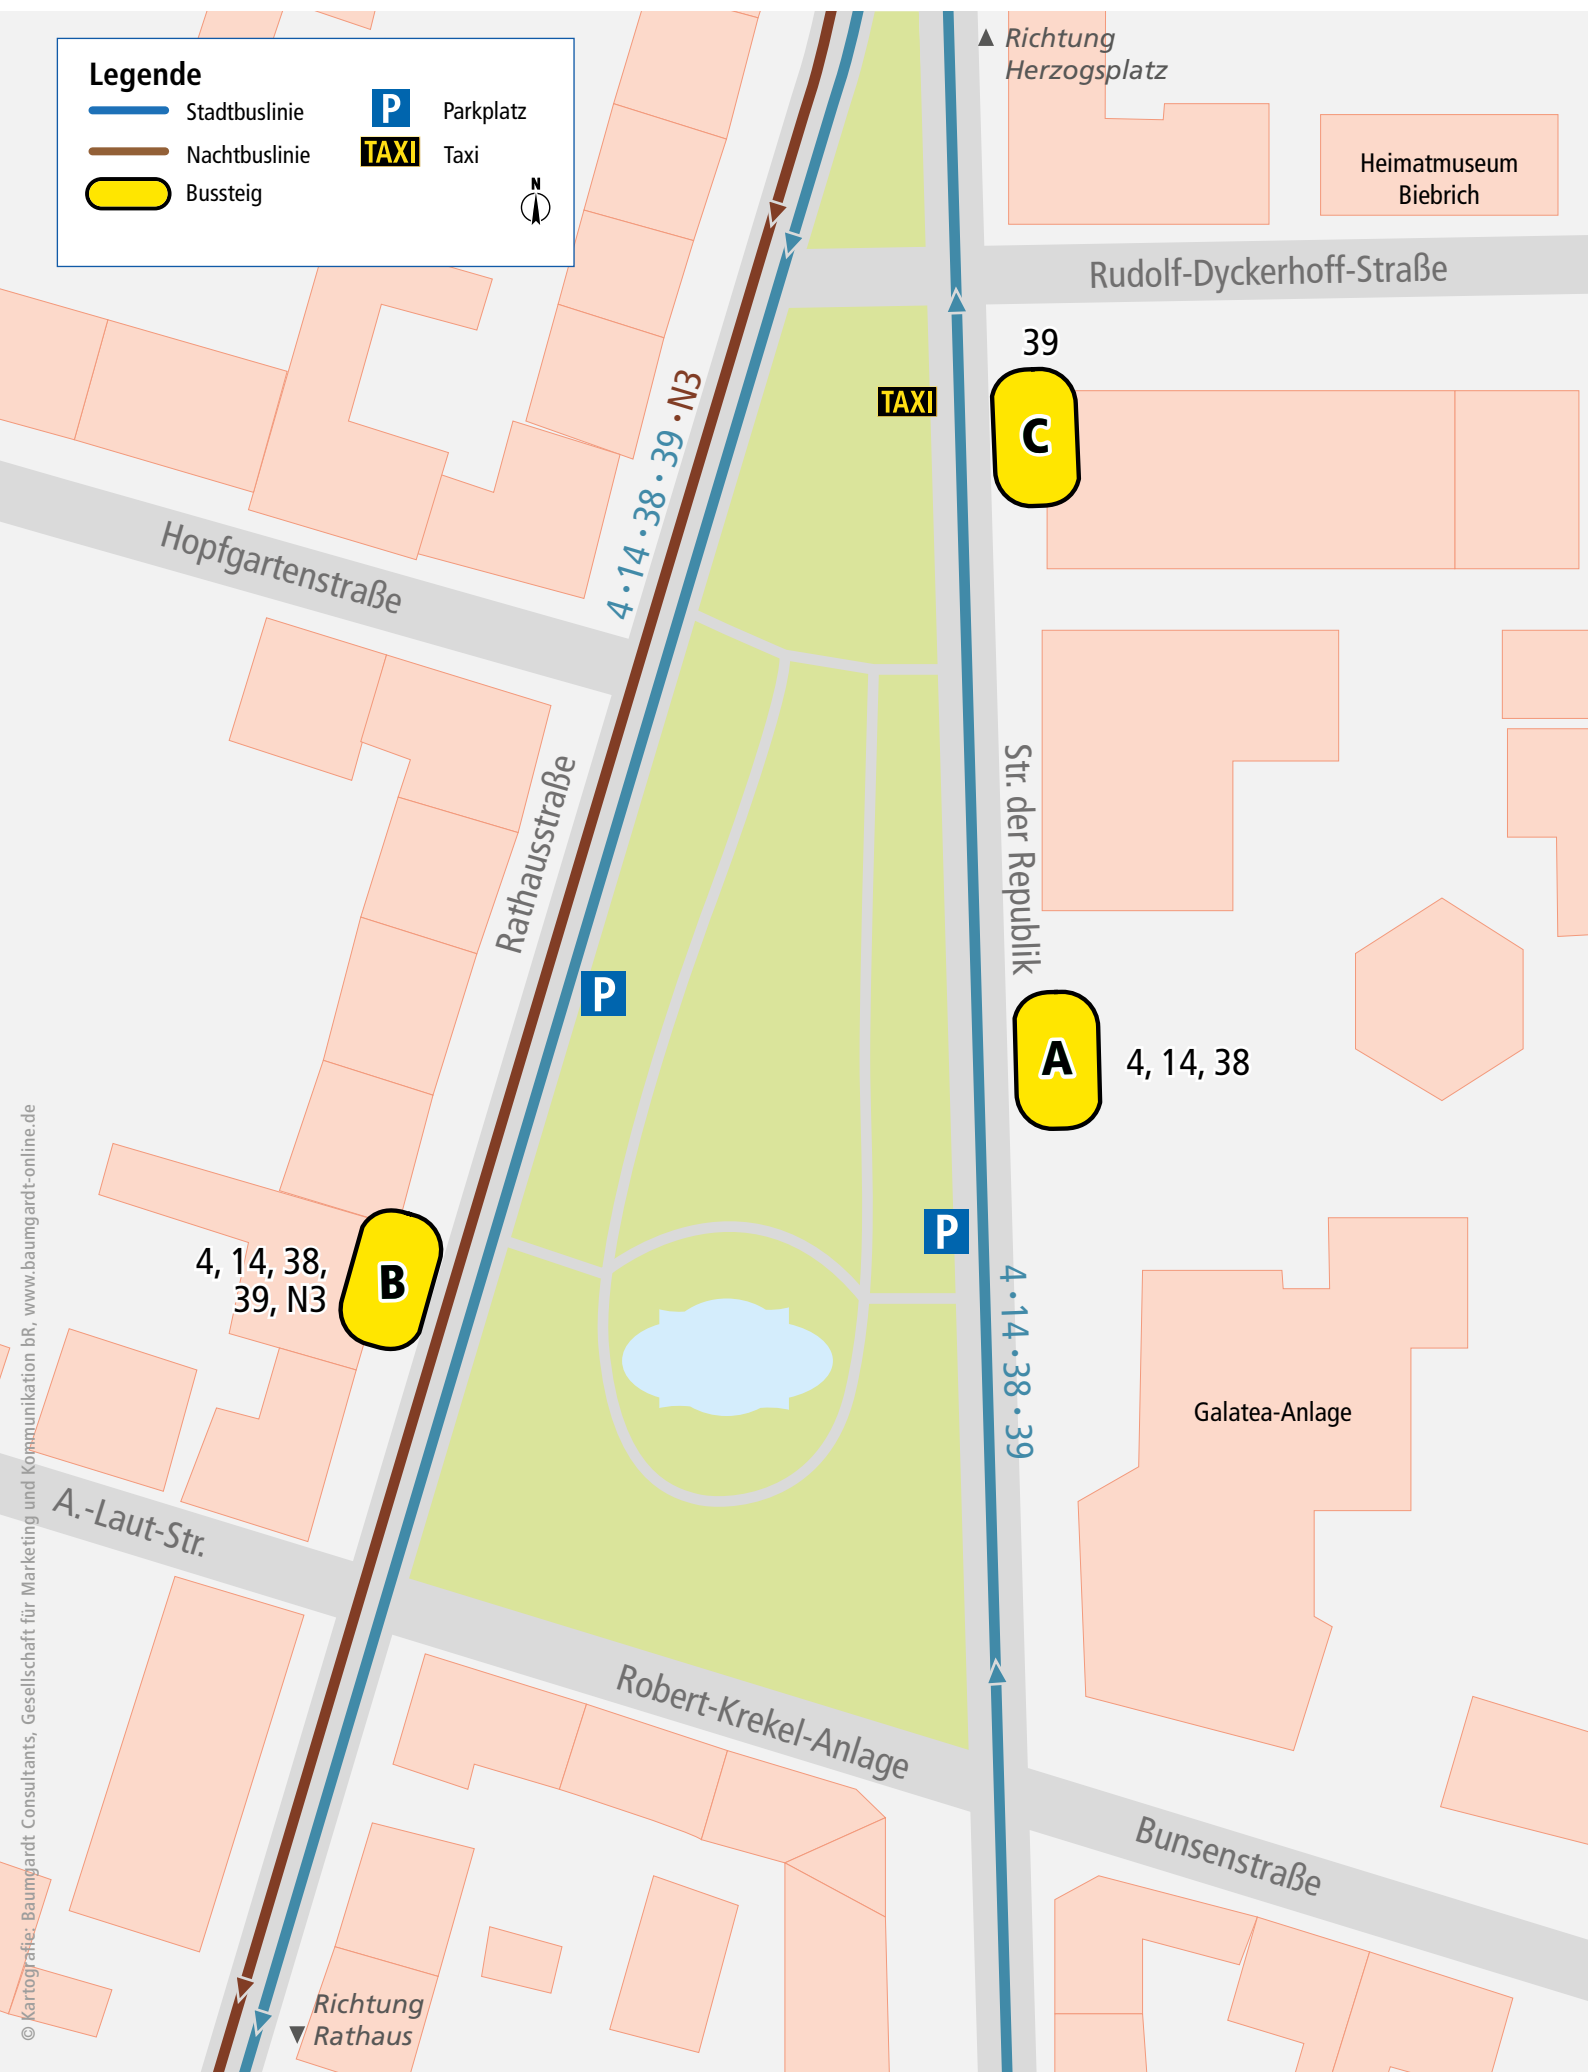 Legende
Stadtbuslinie
Nachtbuslinie
Bussteig
P
Parkplatz
TAXI
Taxi
N
Richtung
Herzogsplatz
Heimatmuseum
Biebrich
Rudolf-Dyckerhoff-Straße
39
C
TAXI
4 • 14 • 38 • 39 • N3
Hopfgartenstraße
Rathausstraße
Str. der Republik
P
A
4, 14, 38
P
4, 14, 38,
39, N3
B
4 • 14 • 38 • 39
Galatea-Anlage
A.-Laut-Str.
Robert-Krekel-Anlage
Bunsenstraße
Richtung
Rathaus
© Kartografie: Baumgardt Consultants, Gesellschaft für Marketing und Kommunikation bR, www.baumgardt-online.de